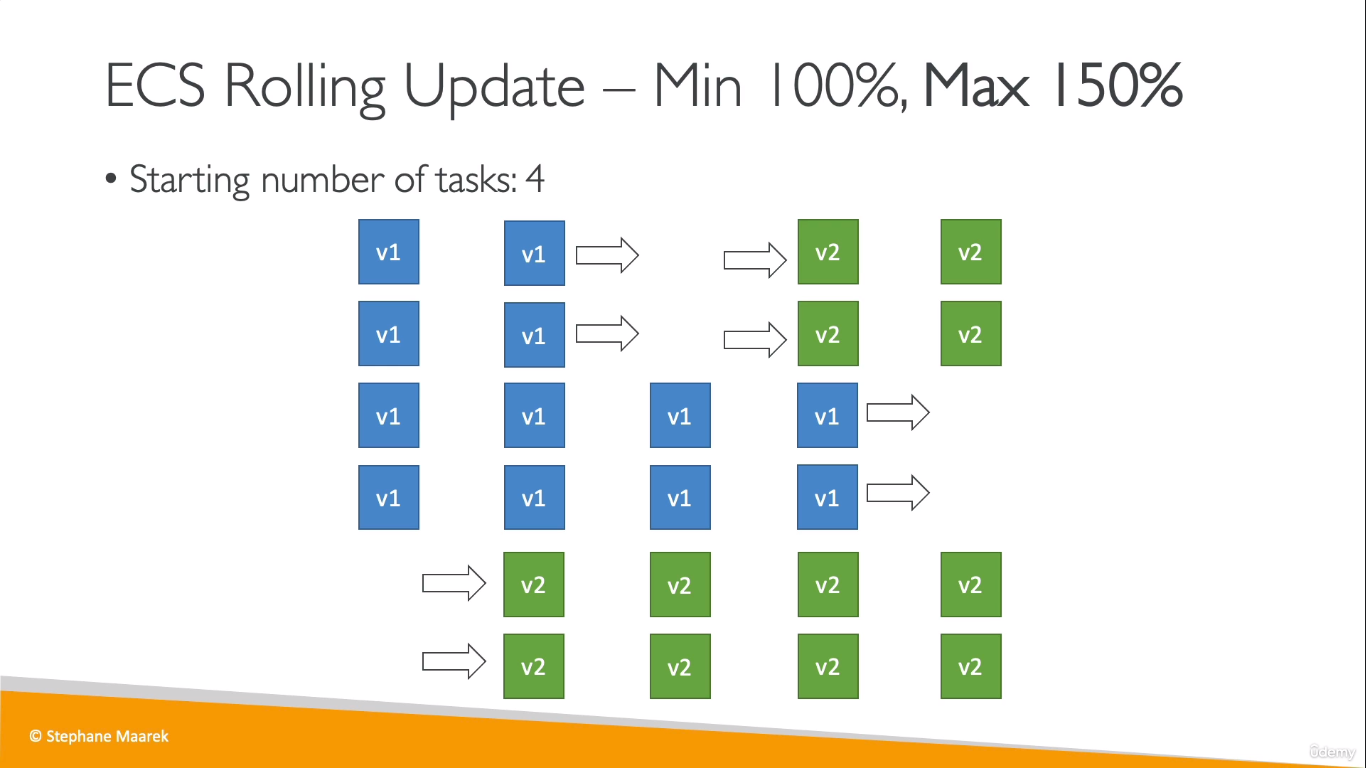 ECS Rolling Update – Min 100%, Max 150%
• Starting number of tasks: 4
v1 v1 v2 v2
v1 v1 v2 v2
v1 v1 v1 v1
v1 v1 v1 v1
v2 v2 v2 v2
v2 v2 v2 v2
© Stephane Maarek
ûdemy